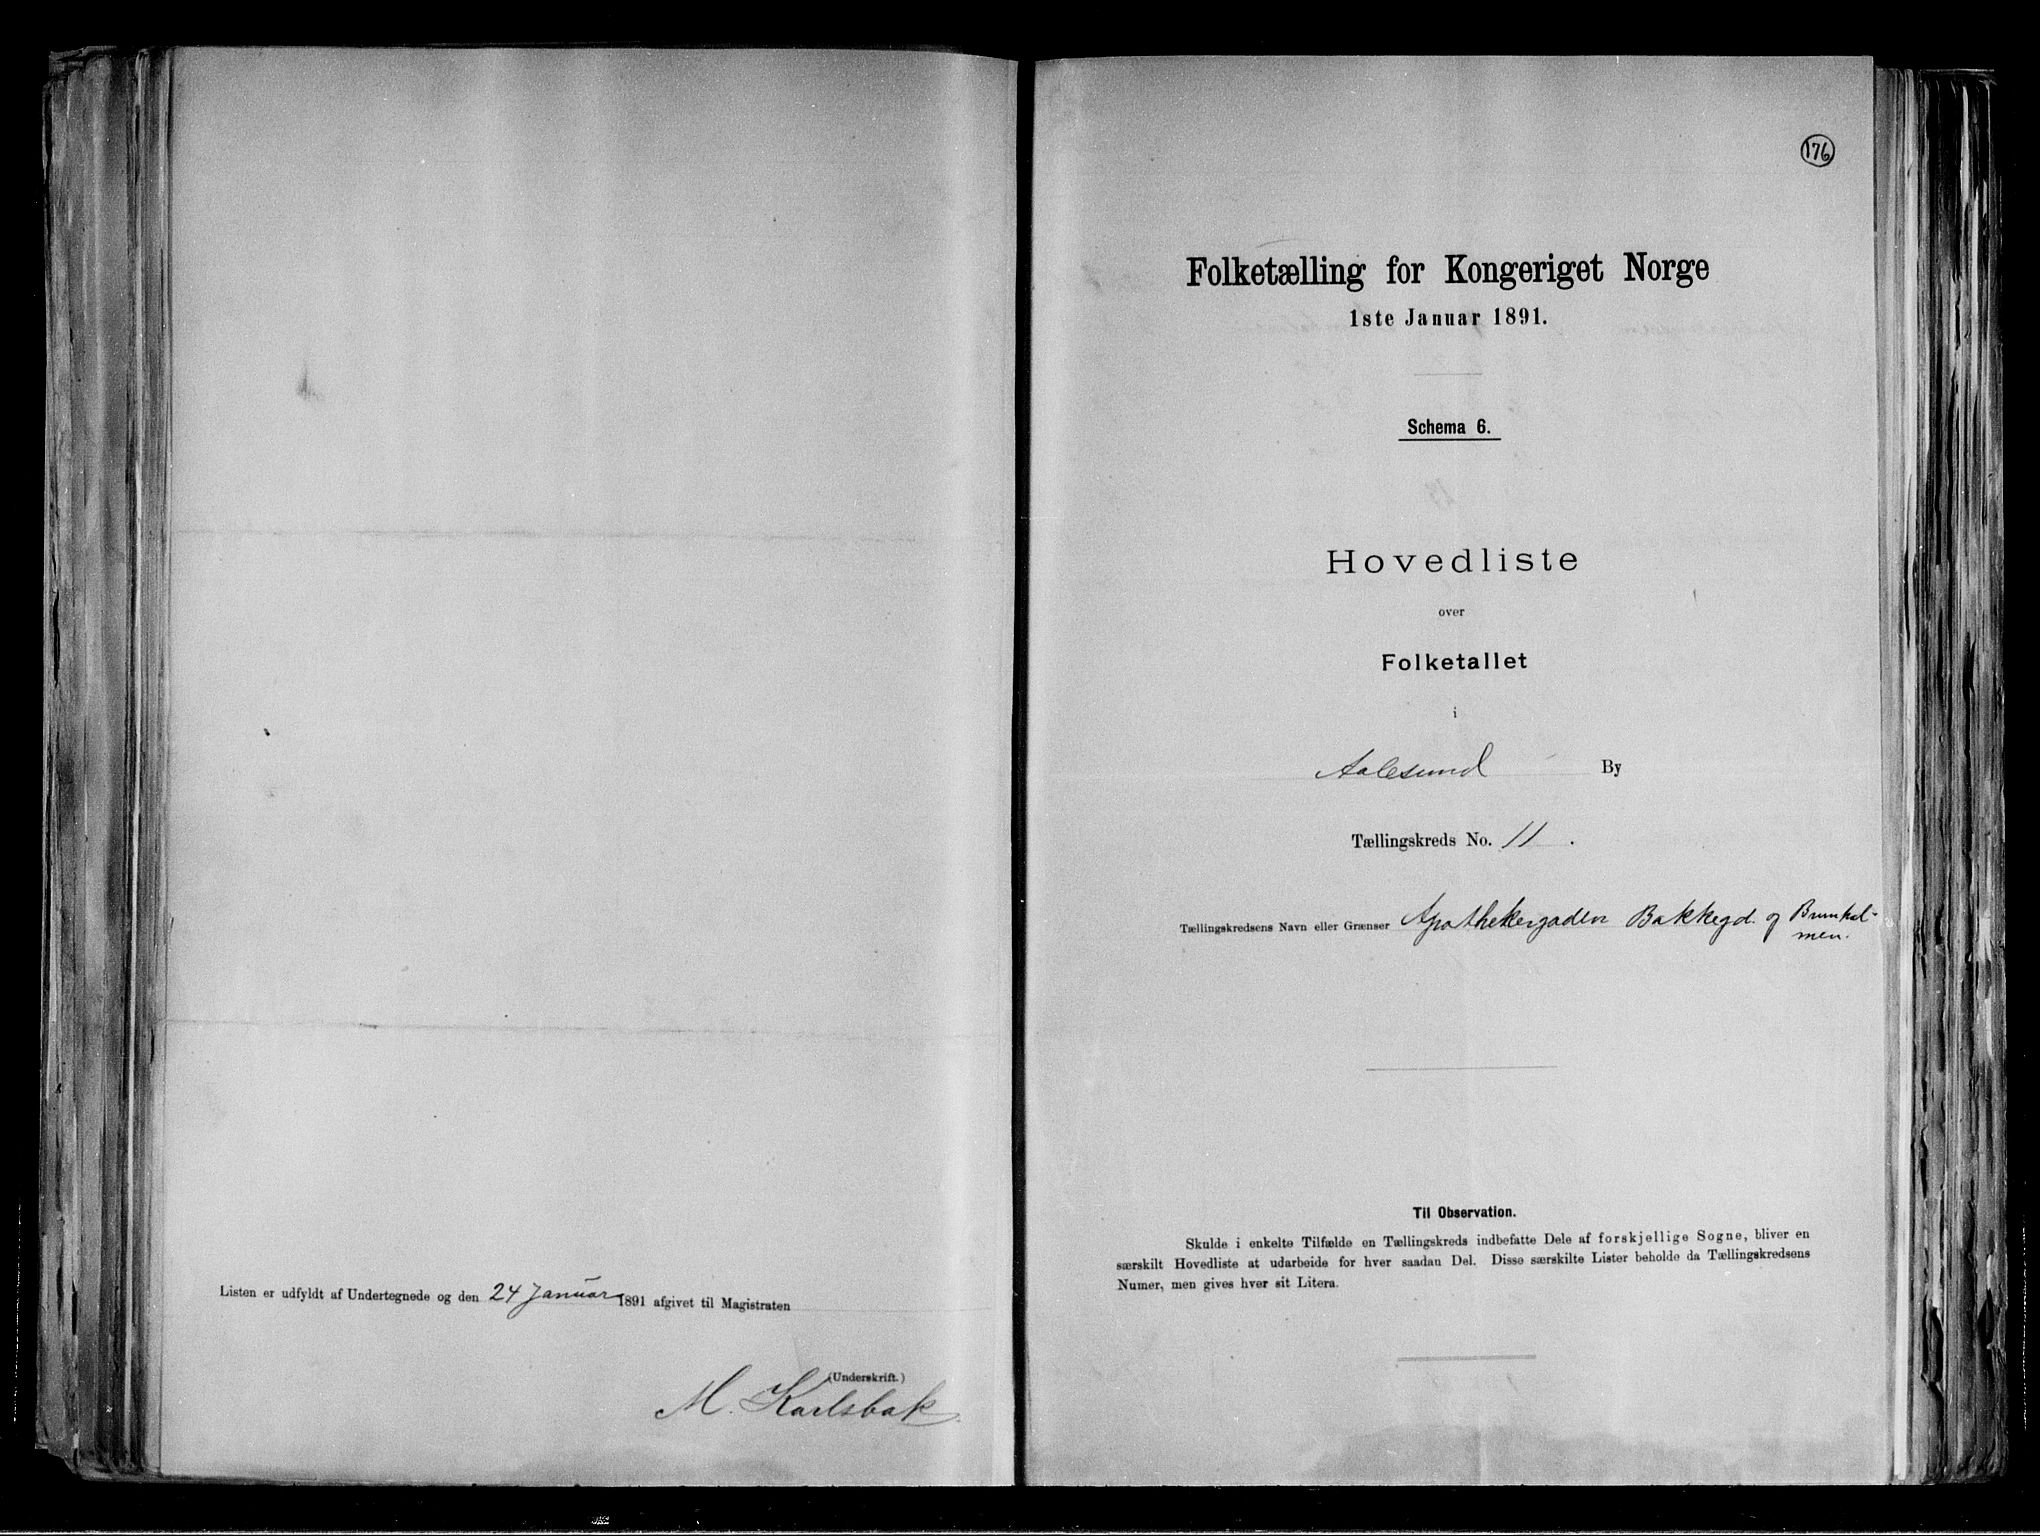 Listen er udfyldt af Undertegnede og den 24 Januar 1891 afgivet til Magistraten
(Underskrift.)
M. Karlsbak
176
Folketælling for Kongeriget Norge
1ste Januar 1891.
Schema 6.
Hovedliste
over
Folketallet
i
Aalesund By
Tællingskreds No. 11.
Tællingskredsens Navn eller Grænser Apothekergaden Bakkegd. og Brunhol-
men.
Til Observation.
Skulde i enkelte Tilfælde en Tællingskreds indbefatte Dele af forskjellige Sogne, bliver en
særskilt Hovedliste at udarbeide for hver saadan Del. Disse særskilte Lister beholde da Tællingskredsens
Numer, men gives hver sit Litera.